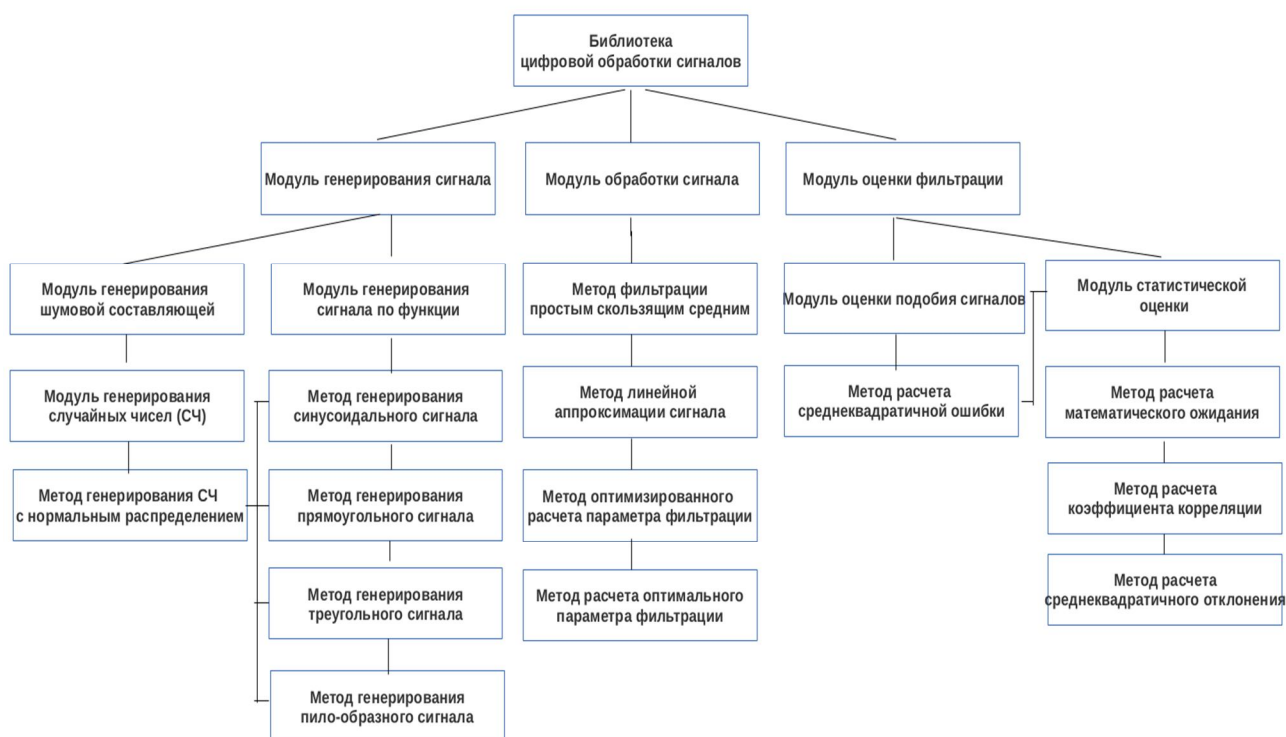 Библиотека
цифровой обработки сигналов
Модуль генерирования сигнала
Модуль обработки сигнала
Модуль оценки фильтрации
Модуль генерирования
шумовой составляющей
Модуль генерирования
сигнала по функции
Метод фильтрации
простым скользящим средним
Модуль оценки подобия сигналов
Модуль статистической
оценки
Модуль генерирования
случайных чисел (СЧ)
Метод генерирования
синусоидального сигнала
Метод линейной
аппроксимации сигнала
Метод расчета
среднеквадратичной ошибки
Метод расчета
математического ожидания
Метод генерирования СЧ
с нормальным распределением
Метод генерирования
прямоугольного сигнала
Метод оптимизированного
расчета параметра фильтрации
Метод расчета
коэффициента корреляции
Метод генерирования
треугольного сигнала
Метод расчета оптимального
параметра фильтрации
Метод расчета
среднеквадратичного отклонения
Метод генерирования
пило-образного сигнала